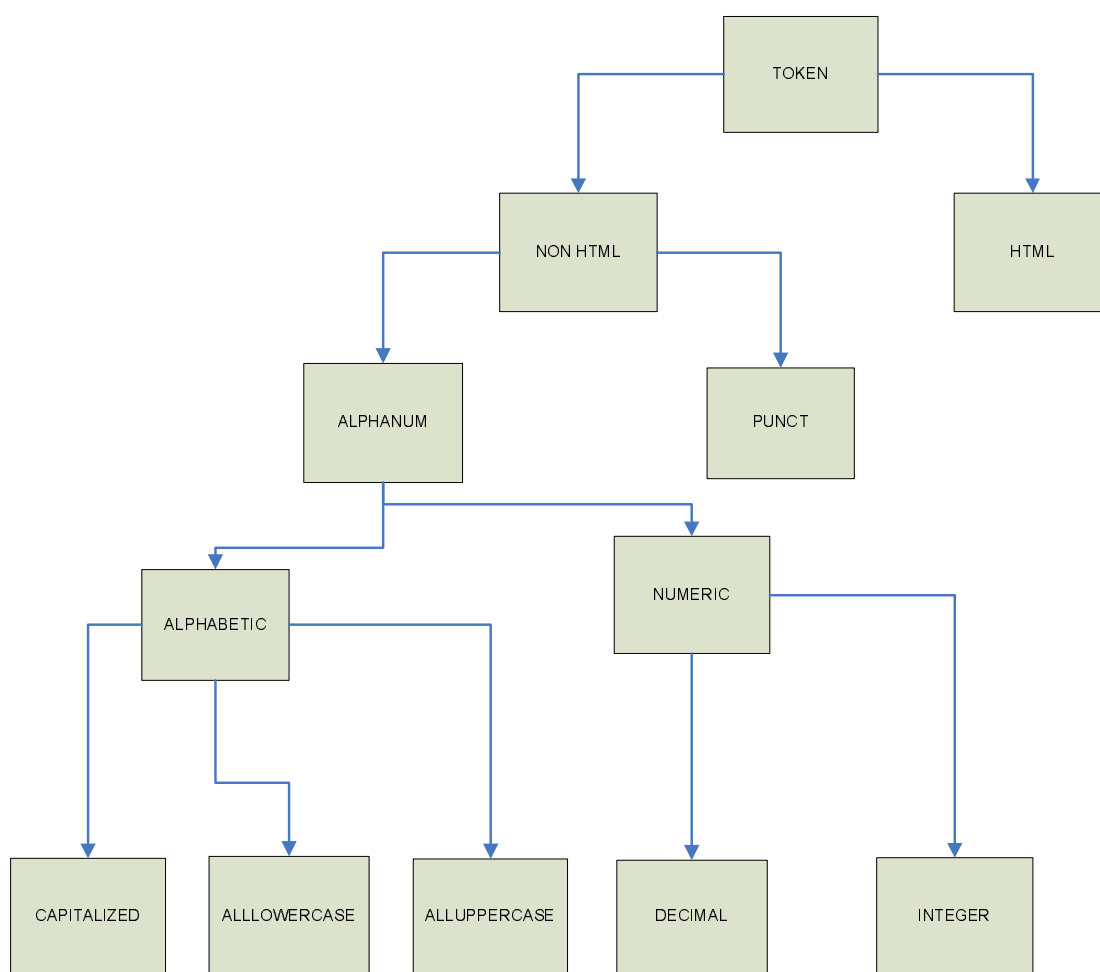 TOKEN
NON HTML
HTML
ALPHANUM
PUNCT
NUMERIC
ALPHABETIC
CAPITALIZED
ALLLOWERCASE
ALLUPPERCASE
DECIMAL
INTEGER